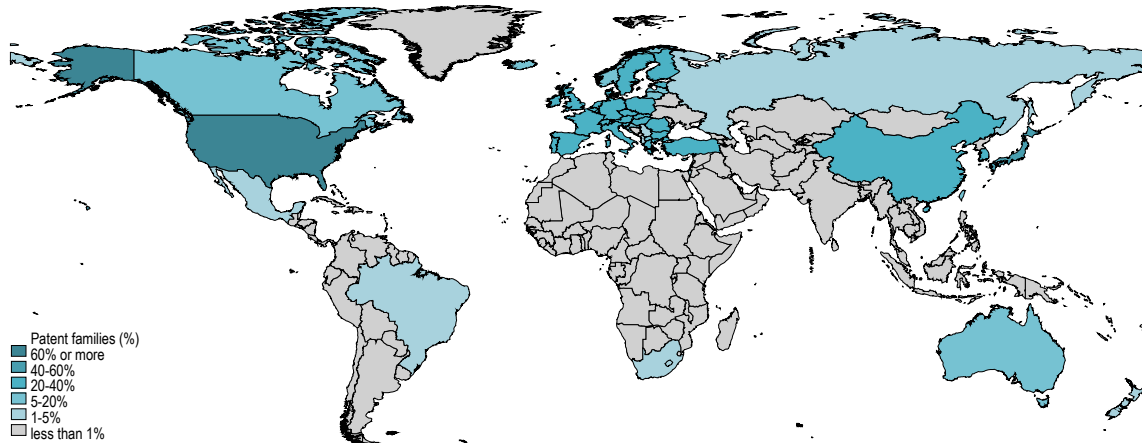 Patent families (%)
60% or more
40-60%
20-40%
5-20%
1-5%
less than 1%